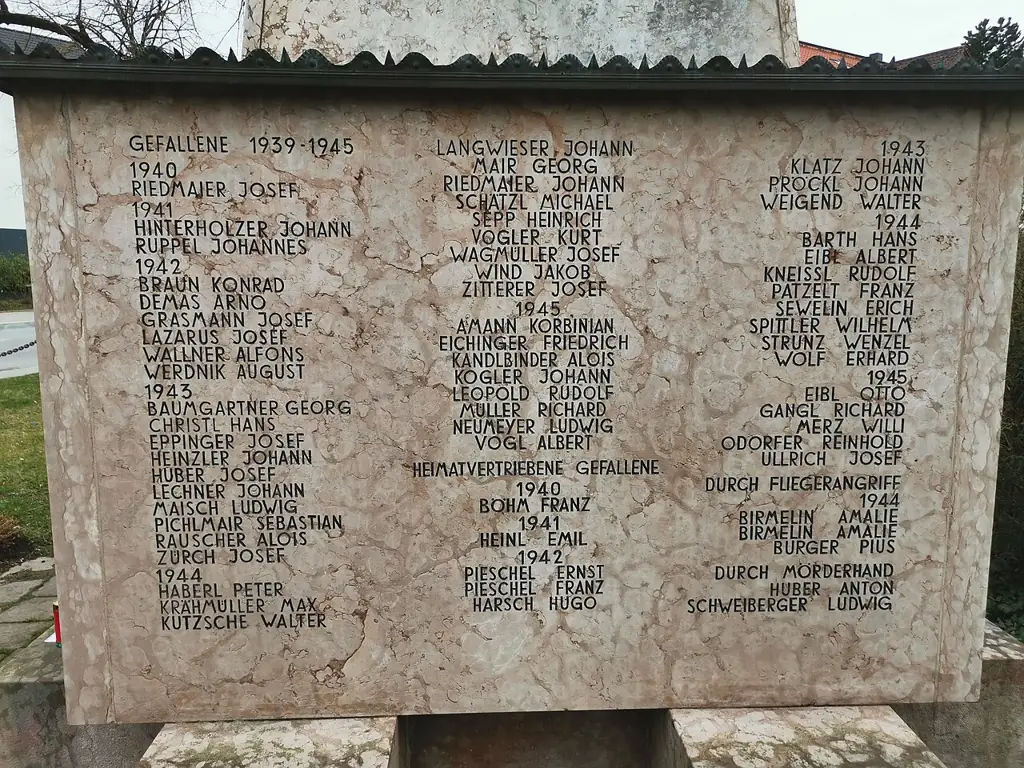 GEFALLENE 1939-1945
1940
RIEDMAIER JOSEF
1941
HINTERHOLZER JOHANN
RUPPEL JOHANNES
1942
BRAUN KONRAD
DEMAS ARNO
GRASMANN JOSEF
LAZARUS JOSEF
WALLNER ALFONS
WERDNIK AUGUST
1943
BAUMGARTNER GEORG
CHRISTL HANS
EPPINGER JOSEF
HEINZLER JOHANN
HUBER JOSEF
LECHNER JOHANN
MAISCH LUDWIG
PICHLMAIR SEBASTIAN
RAUSCHER ALOIS
ZÜRCH JOSEF
1944
HABERL PETER
KRÄHMÜLLER MAX
KUTZSCHE WALTER
LANGWIESER JOHANN
MAIR GEORG
RIEDMAIER JOHANN
SCHÄTZL MICHAEL
SEPP HEINRICH
VOGLER KURT
WAGMÜLLER JOSEF
WIND JAKOB
ZITTERER JOSEF
1945
AMANN KORBINIAN
EICHINGER FRIEDRICH
KANDLBINDER ALOIS
KOGLER JOHANN
LEOPOLD RUDOLF
MÜLLER RICHARD
NEUMEYER LUDWIG
VOGL ALBERT
HEIMATVERTRIEBENE GEFALLENE
1940
BÖHM FRANZ
1941
HEINL EMIL
1942
PIESCHEL ERNST
PIESCHEL FRANZ
HARSCH HUGO
1943
KLATZ JOHANN
PRÖCKL JOHANN
WEIGEND WALTER
1944
BARTH HANS
EIBL ALBERT
KNEISSL RUDOLF
PATZELT FRANZ
SEWELIN ERICH
SPITTLER WILHELM
STRUNZ WENZEL
WOLF ERHARD
1945
EIBL OTTO
GANGL RICHARD
MERZ WILLI
ODORFER REINHOLD
ULLRICH JOSEF
DURCH FLIEGERANGRIFF
1944
BIRMELIN AMALIE
BIRMELIN AMALIE
BURGER PIUS
DURCH MÖRDERHAND
HUBER ANTON
SCHWEIBERGER LUDWIG